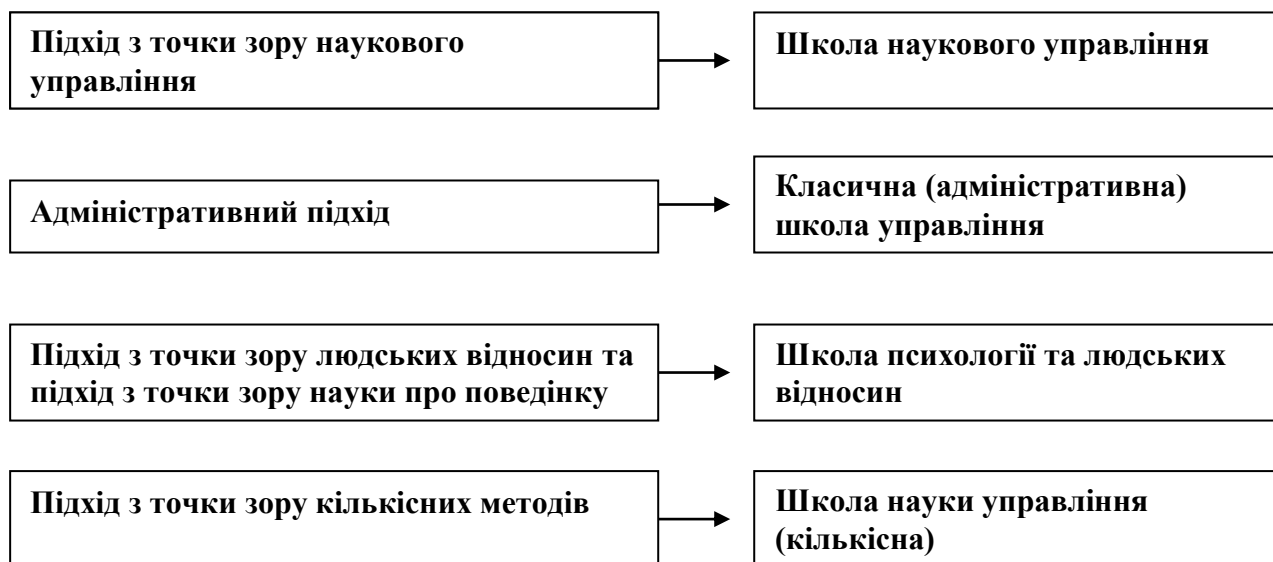 Підхід з точки зору наукового
управління
Школа наукового управління
Адміністративний підхід
Класична (адміністративна)
школа управління
Підхід з точки зору людських відносин та
підхід з точки зору науки про поведінку
Школа психології та людських
відносин
Підхід з точки зору кількісних методів
Школа науки управління
(кількісна)